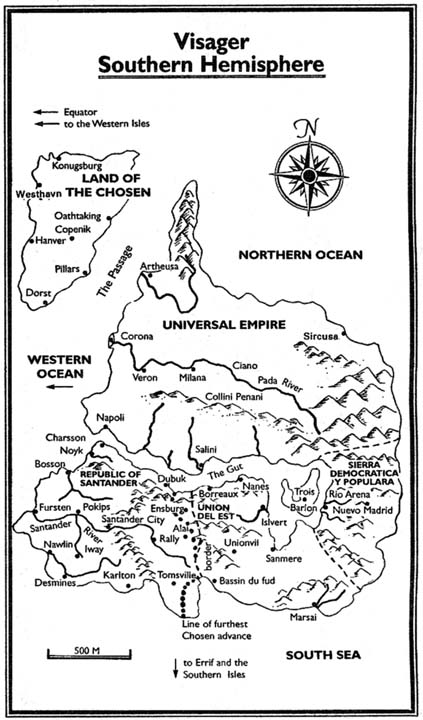 Visager
Southern Hemisphere
Equator
to the Western Isles
N
Konugsburg
LAND OF
THE CHOSEN
Westhavn
Oathtaking
Copenik
Hanver
Pillars
Dorst
The Passage
Artheusa
NORTHERN OCEAN
UNIVERSAL EMPIRE
Sircusa
Corona
WESTERN
OCEAN
Veron
Milana
Ciano
Pada River
Collini Penani
Napoli
Charsson
Noyk
Bosson
Salini
The Gut
REPUBLIC OF
SANTANDER
Dubuk
Borreaux
Nanes
SIERRA
DEMOCRATICA
Y POPULARA
Trois
Rio Arena
Barlon
Nuevo Madrid
Fursten
Pokips
Santander
River
Santander City
Ensburg
UNION
DEL EST
Islvert
Alai
Rally
border
Unionvil
Nawlin
Iway
Sanmere
Desmines
Karlton
Tomsville
Bassin du fud
Marsai
Line of furthest
Chosen advance
500 M
to Errif and the
Southern Isles
SOUTH SEA